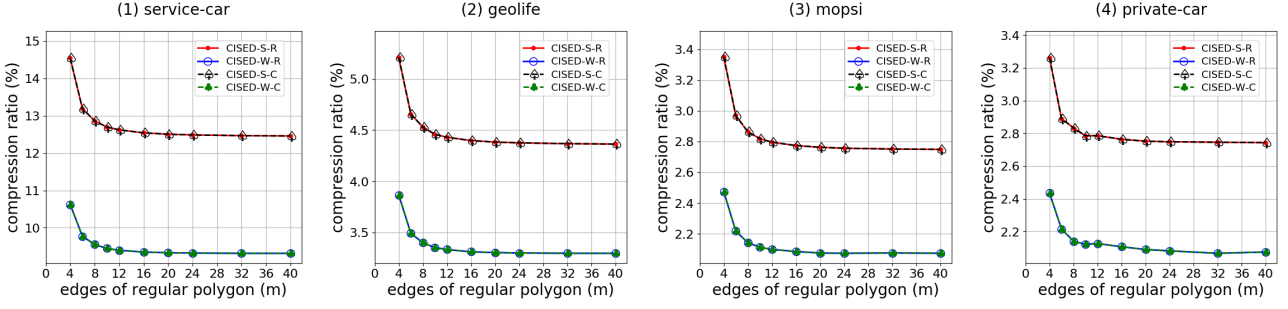 (1) service-car
compression ratio (%)
15
14
13
12
11
10
0 4 8 12 16 20 24 28 32 36 40
edges of regular polygon (m)
CISED-S-R
CISED-W-R
CISED-S-C
CISED-W-C
(2) geolife
compression ratio (%)
5.0
4.5
4.0
3.5
0 4 8 12 16 20 24 28 32 36 40
edges of regular polygon (m)
CISED-S-R
CISED-W-R
CISED-S-C
CISED-W-C
(3) mopsi
compression ratio (%)
3.4
3.2
3.0
2.8
2.6
2.4
2.2
0 4 8 12 16 20 24 28 32 36 40
edges of regular polygon (m)
CISED-S-R
CISED-W-R
CISED-S-C
CISED-W-C
(4) private-car
compression ratio (%)
3.4
3.2
3.0
2.8
2.6
2.4
2.2
0 4 8 12 16 20 24 28 32 36 40
edges of regular polygon (m)
CISED-S-R
CISED-W-R
CISED-S-C
CISED-W-C